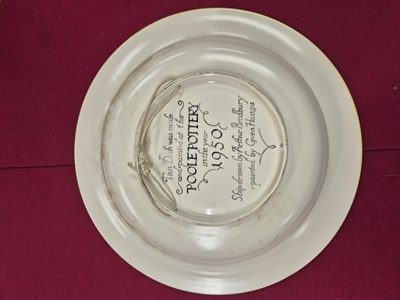 This Dish was made
and painted at the
POOLE POTTERY
in the year
1950
Ship drawn by Arthur Bradbury
& painted by Gwen Haskins